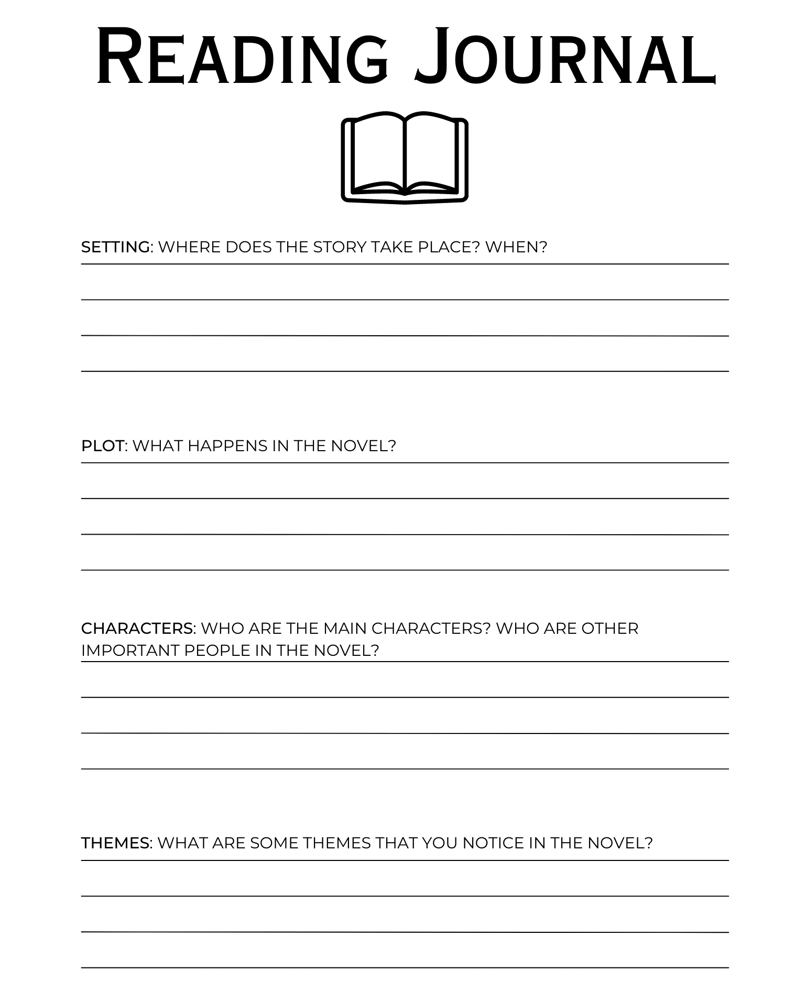 READING JOURNAL
SETTING: WHERE DOES THE STORY TAKE PLACE? WHEN?
PLOT: WHAT HAPPENS IN THE NOVEL?
CHARACTERS: WHO ARE THE MAIN CHARACTERS? WHO ARE OTHER
IMPORTANT PEOPLE IN THE NOVEL?
THEMES: WHAT ARE SOME THEMES THAT YOU NOTICE IN THE NOVEL?